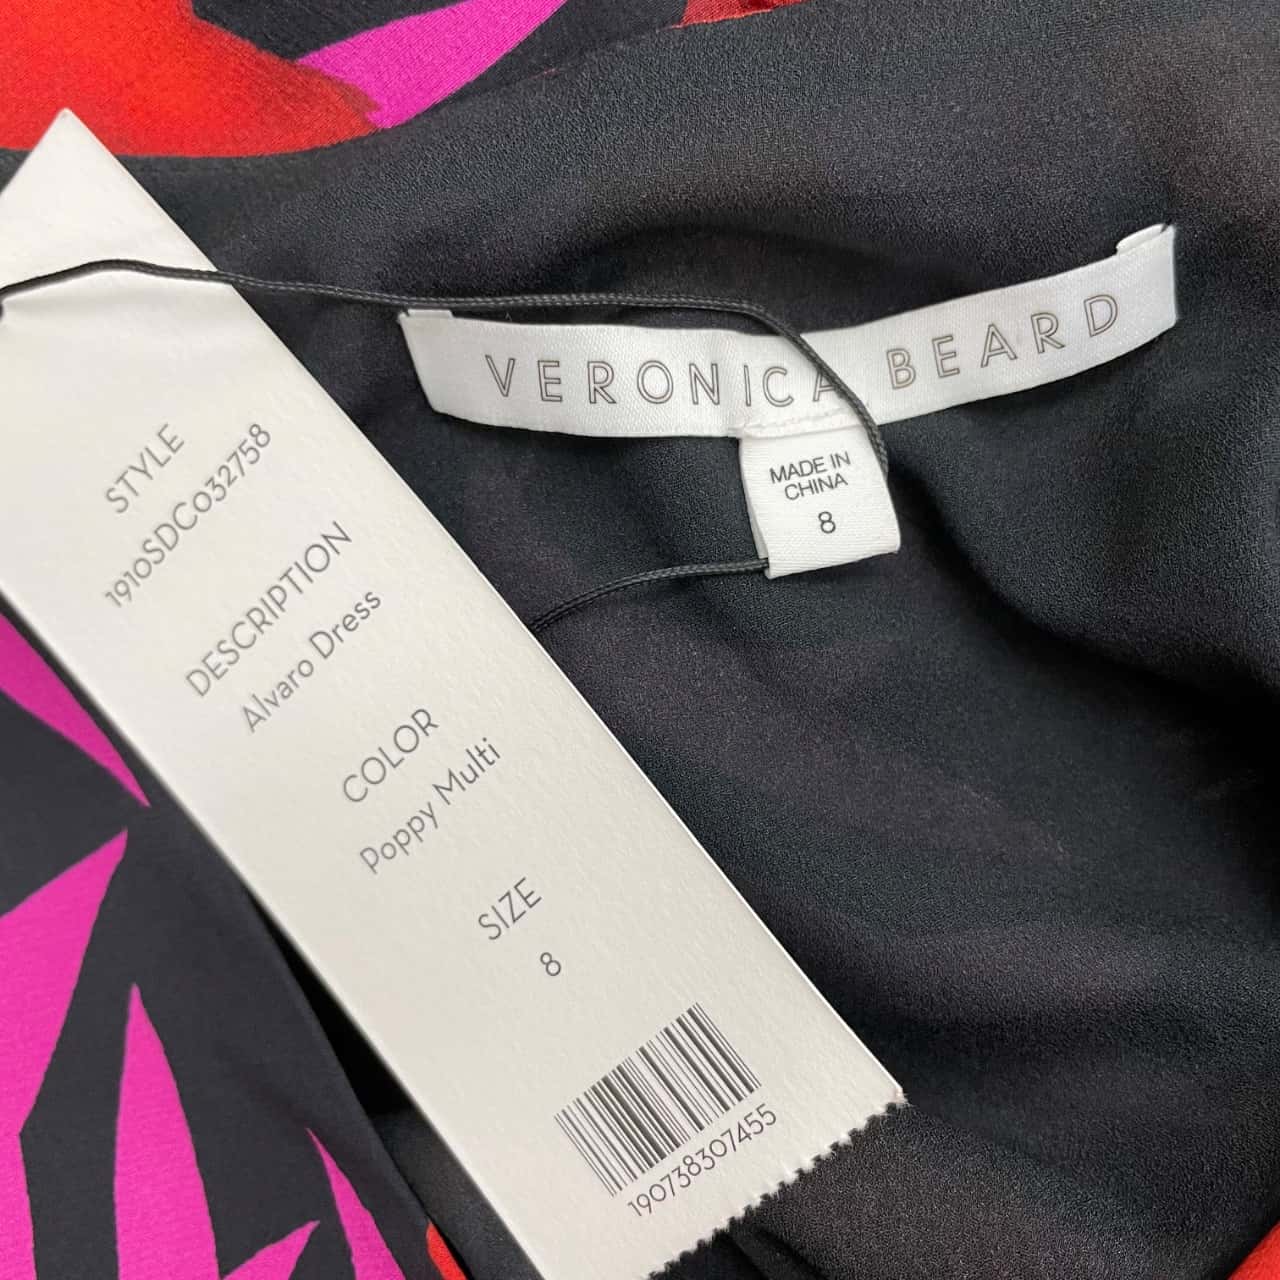 VERONICA BEARD
MADE IN
CHINA
8
STYLE
1910SDC032758
DESCRIPTION
Alvaro Dress
COLOR
Poppy Multi
SIZE
8
190738307455